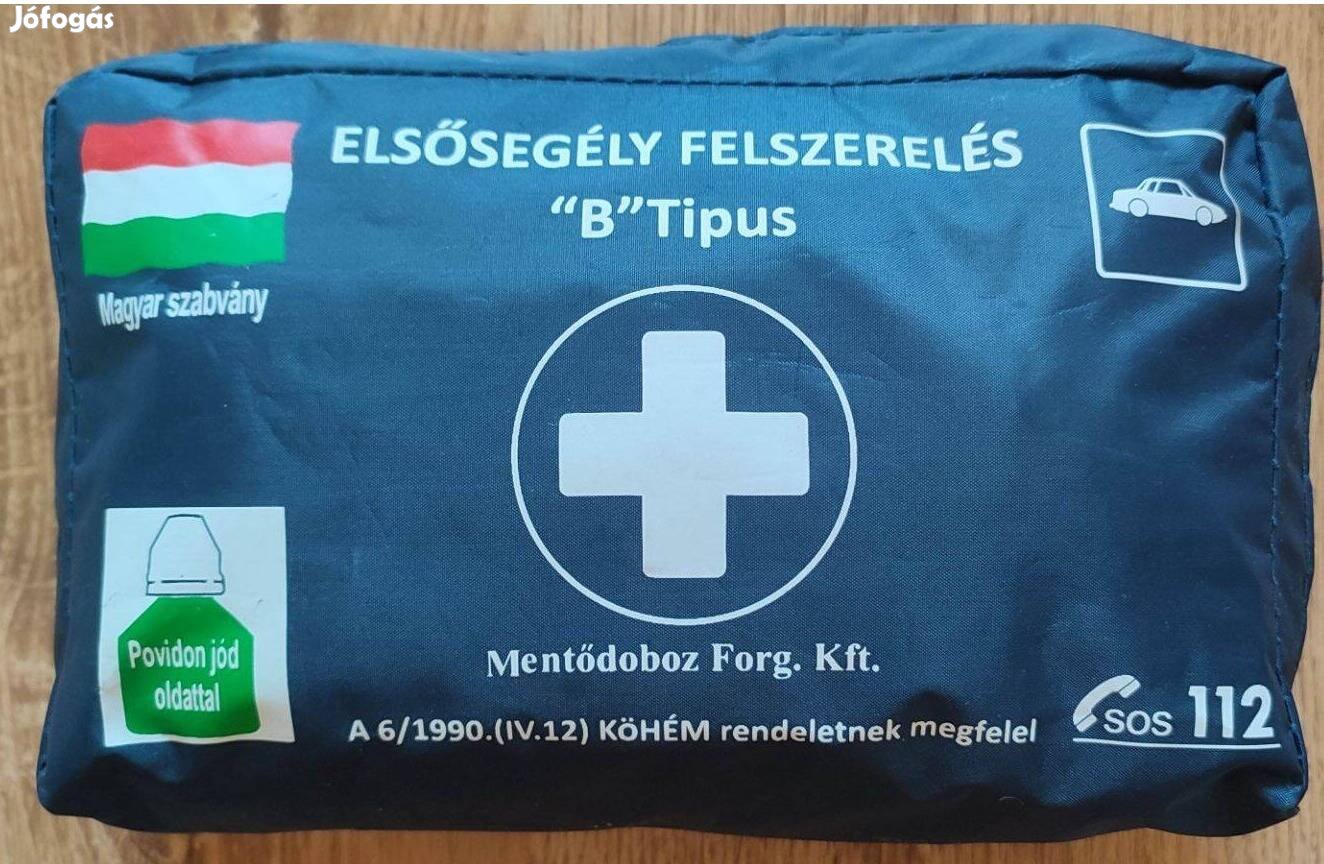 Jófogás
ELSŐSEGÉLY FELSZERELÉS
“B”Tipus
Magyar szabvány
Povidon jód
oldattal
Mentődoboz Forg. Kft.
A 6/1990.(IV.12) KÖHÉM rendeletnek megfelel
SOS 112